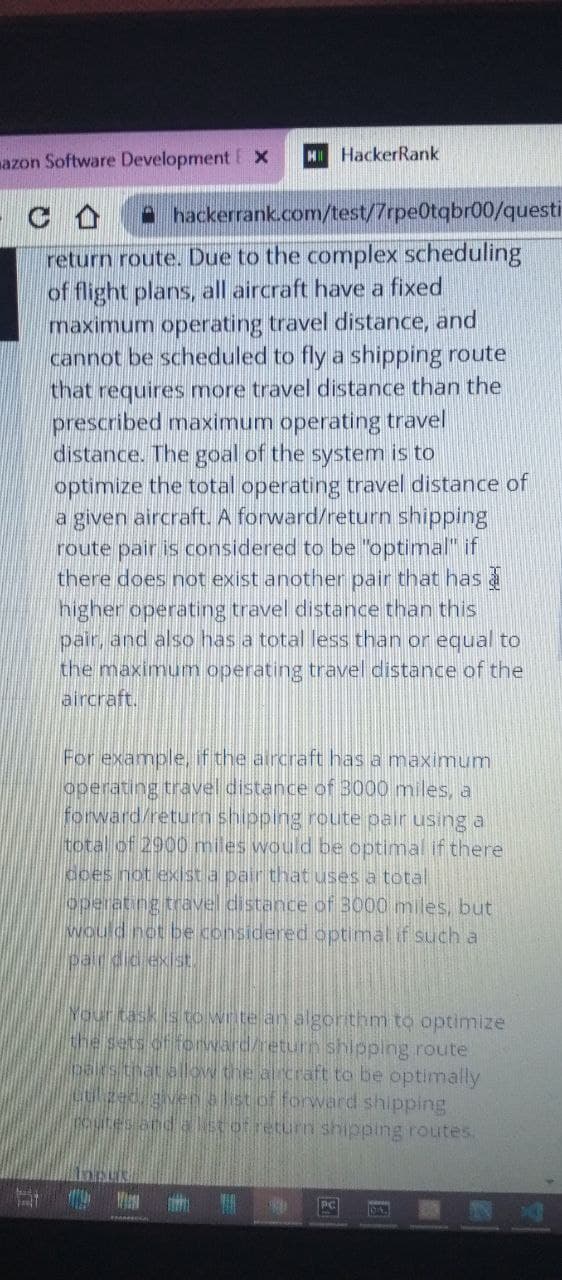 azon Software Development
HackerRank
hackerrank.com/test/7rpe0tqbr00/questi
return route. Due to the complex scheduling
of flight plans, all aircraft have a fixed
maximum operating travel distance, and
cannot be scheduled to fly a shipping route
that requires more travel distance than the
prescribed maximum operating travel
distance. The goal of the system is to
optimize the total operating travel distance of
a given aircraft. A forward/return shipping
route pair is considered to be "optimal" if
there does not exist another pair that has a
higher operating travel distance than this
pair, and also has a total less than or equal to
the maximum operating travel distance of the
aircraft.
For example, if the aircraft has a maximum
operating travel distance of 3000 miles, a
forward/return shipping route pair using a
total of 2900 miles would be optimal if there
does not exist a pair that uses a total
operating travel distance of 3000 miles, but
would not be considered optimal if such a
pair did exist.
Your task is to write an algorithm to optimize
the sets of forward/return shipping route
pairs that allow the aircraft to be optimally
utilized, given a list of forward shipping
routes and a list of return shipping routes.
Input
PC